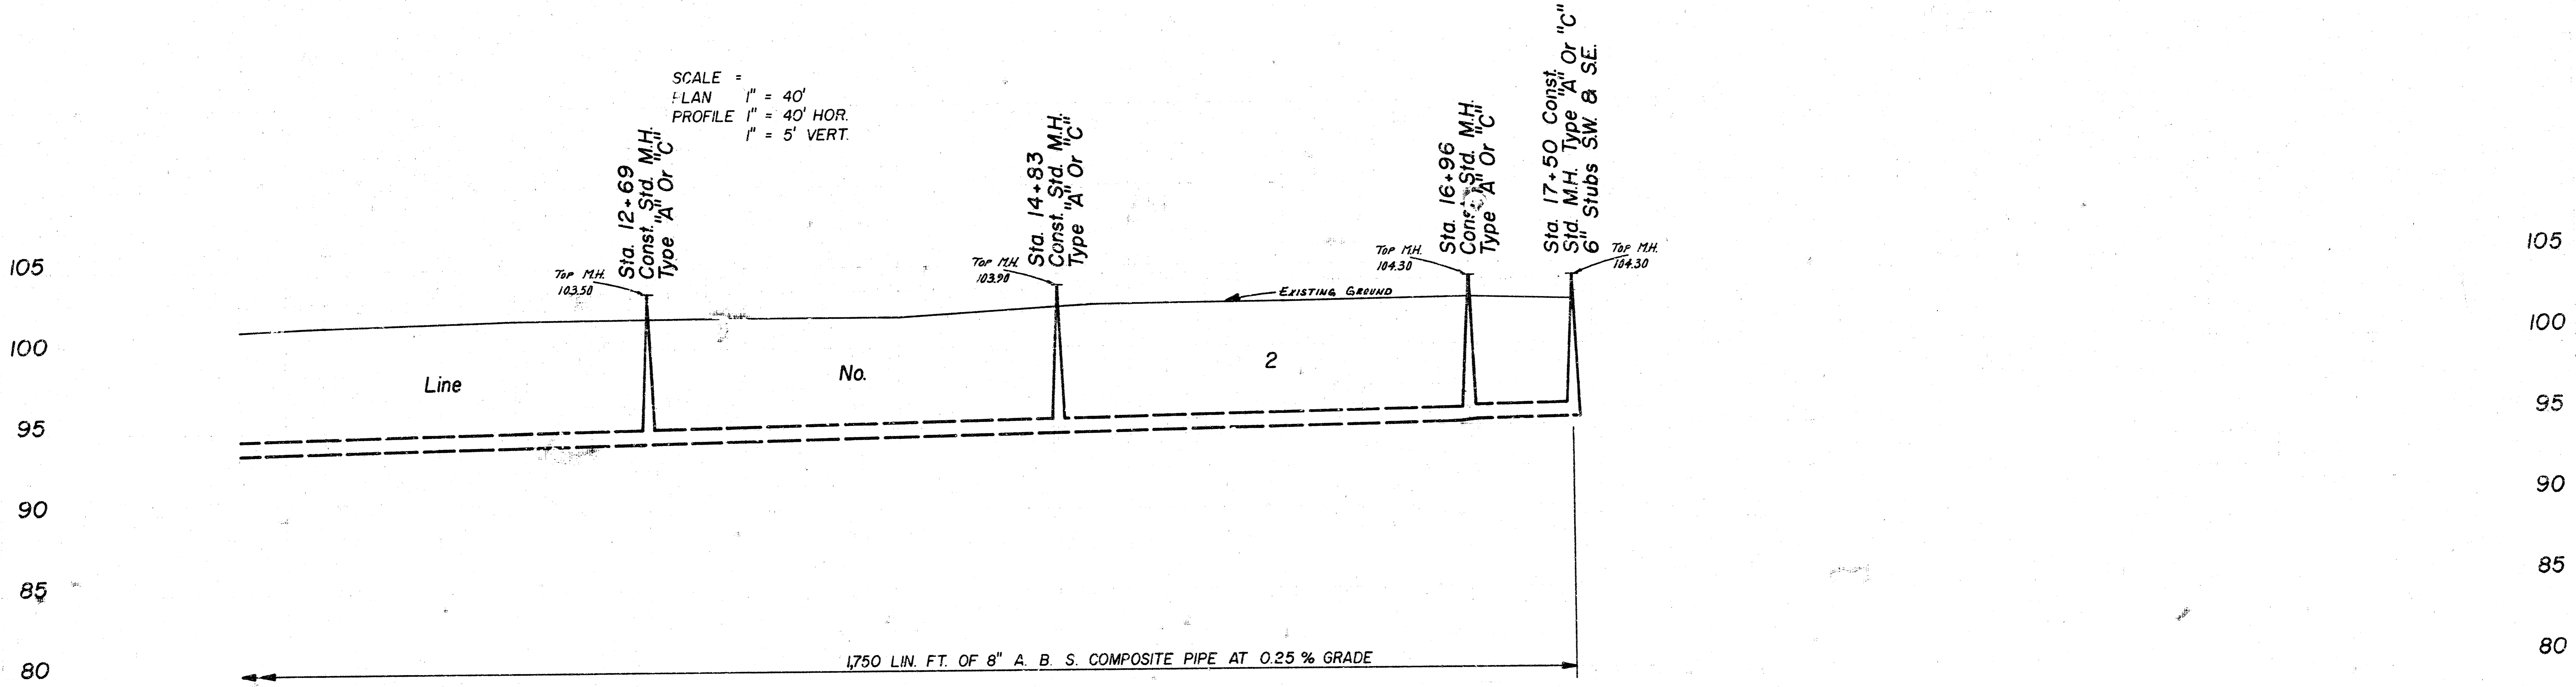 SCALE =
PLAN 1" = 40'
PROFILE 1" = 40' HOR.
1" = 5' VERT.
Sta. 12+69
Const. Std. M.H.
Type "A" Or "C"
Sta. 14+83
Const. Std. M.H.
Type "A" Or "C"
Sta. 16+96
Const. Std. M.H.
Type "A" Or "C"
Sta. 17+50 Const.
Std. M.H. Type "A" Or "C"
6" Stubs S.W. & S.E.
TOP M.H.
103.50
TOP M.H.
103.90
TOP M.H.
104.30
TOP M.H.
104.30
EXISTING GROUND
Line No. 2
105
100
95
90
85
80
105
100
95
90
85
80
1,750 LIN. FT. OF 8" A. B. S. COMPOSITE PIPE AT 0.25 % GRADE